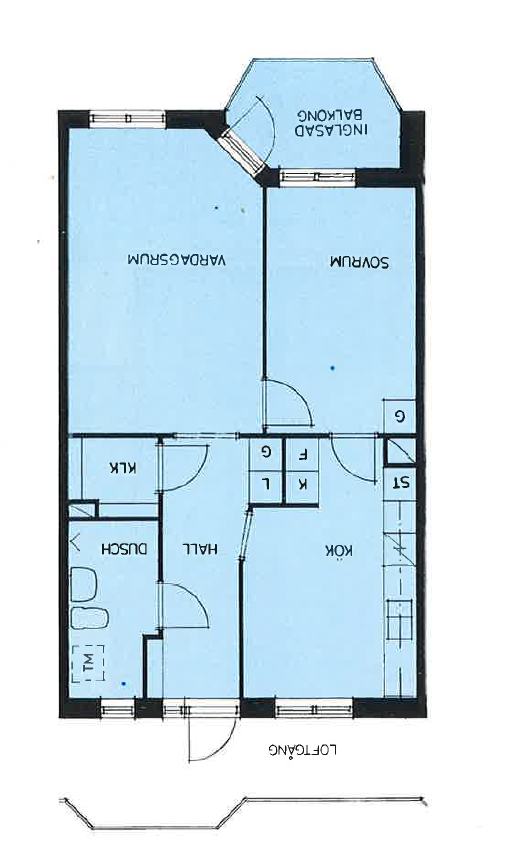 LOFTGÅNG
TM
DUSCH
HALL
KÖK
KLK
L
G
K
F
ST
G
VARDAGSRUM
SOVRUM
INGLASAD
BALKONG